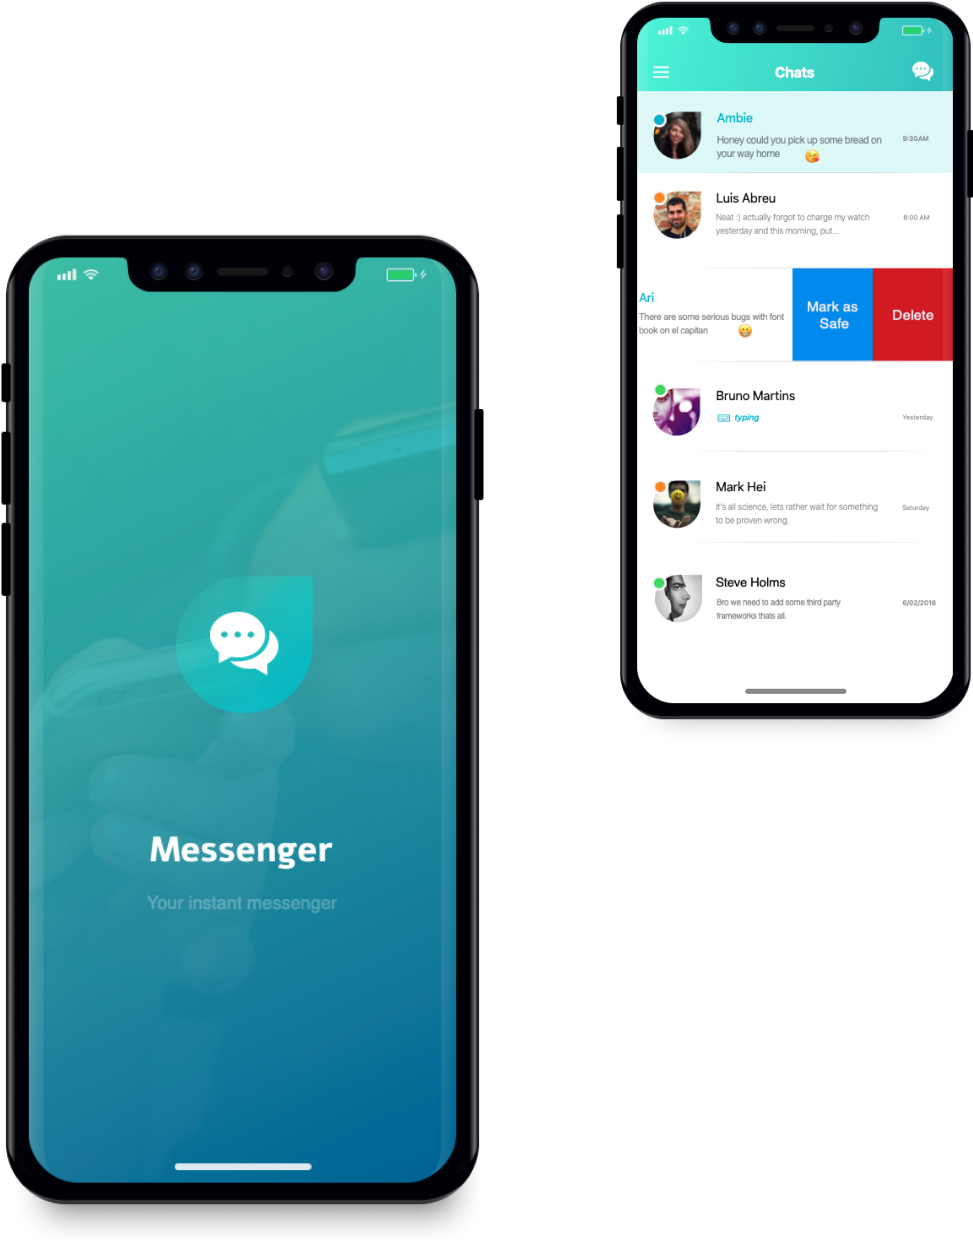 Chats
Ambie
Honey could you pick up some bread on
your way home
9:30AM
Luis Abreu
Neat :) actually forgot to charge my watch
yesterday and this morning, put...
8:00 AM
Ari
There are some serious bugs with font
book on el capitan
Mark as
Safe
Delete
Bruno Martins
typing
Yesterday
Mark Hei
It's all science, lets rather wait for something
to be proven wrong.
Saturday
Steve Holms
Bro we need to add some third party
frameworks thats all.
6/02/2016
Messenger
Your instant messenger